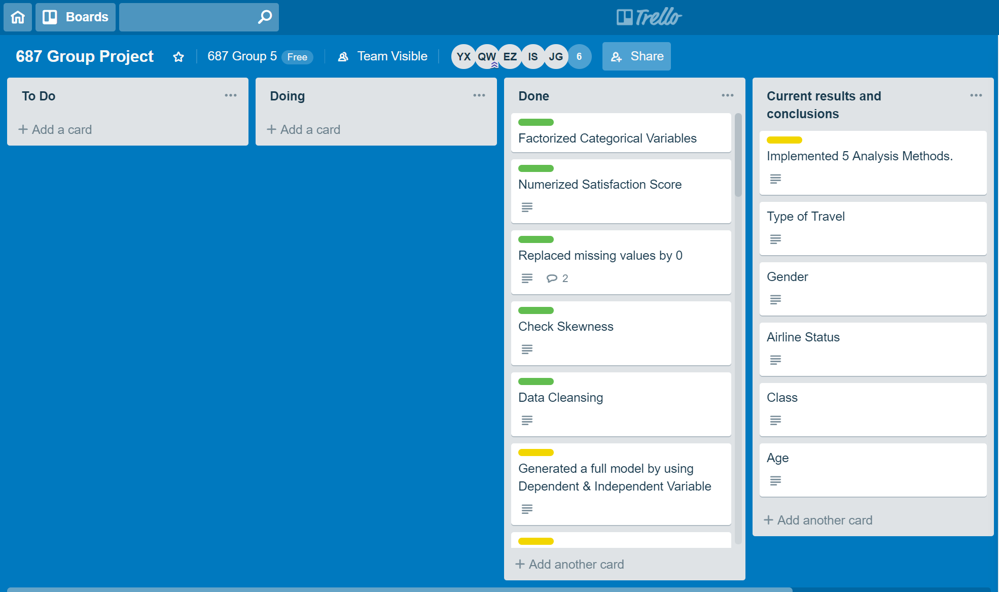 Boards
Trello
687 Group Project
687 Group 5 Free
Team Visible
YX QW EZ IS JG 6
Share
To Do
+ Add a card
Doing
+ Add a card
Done
Factorized Categorical Variables
Numerized Satisfaction Score
Replaced missing values by 0
2
Check Skewness
Data Cleansing
Generated a full model by using
Dependent & Independent Variable
+ Add another card
Current results and
conclusions
Implemented 5 Analysis Methods.
Type of Travel
Gender
Airline Status
Class
Age
+ Add another card